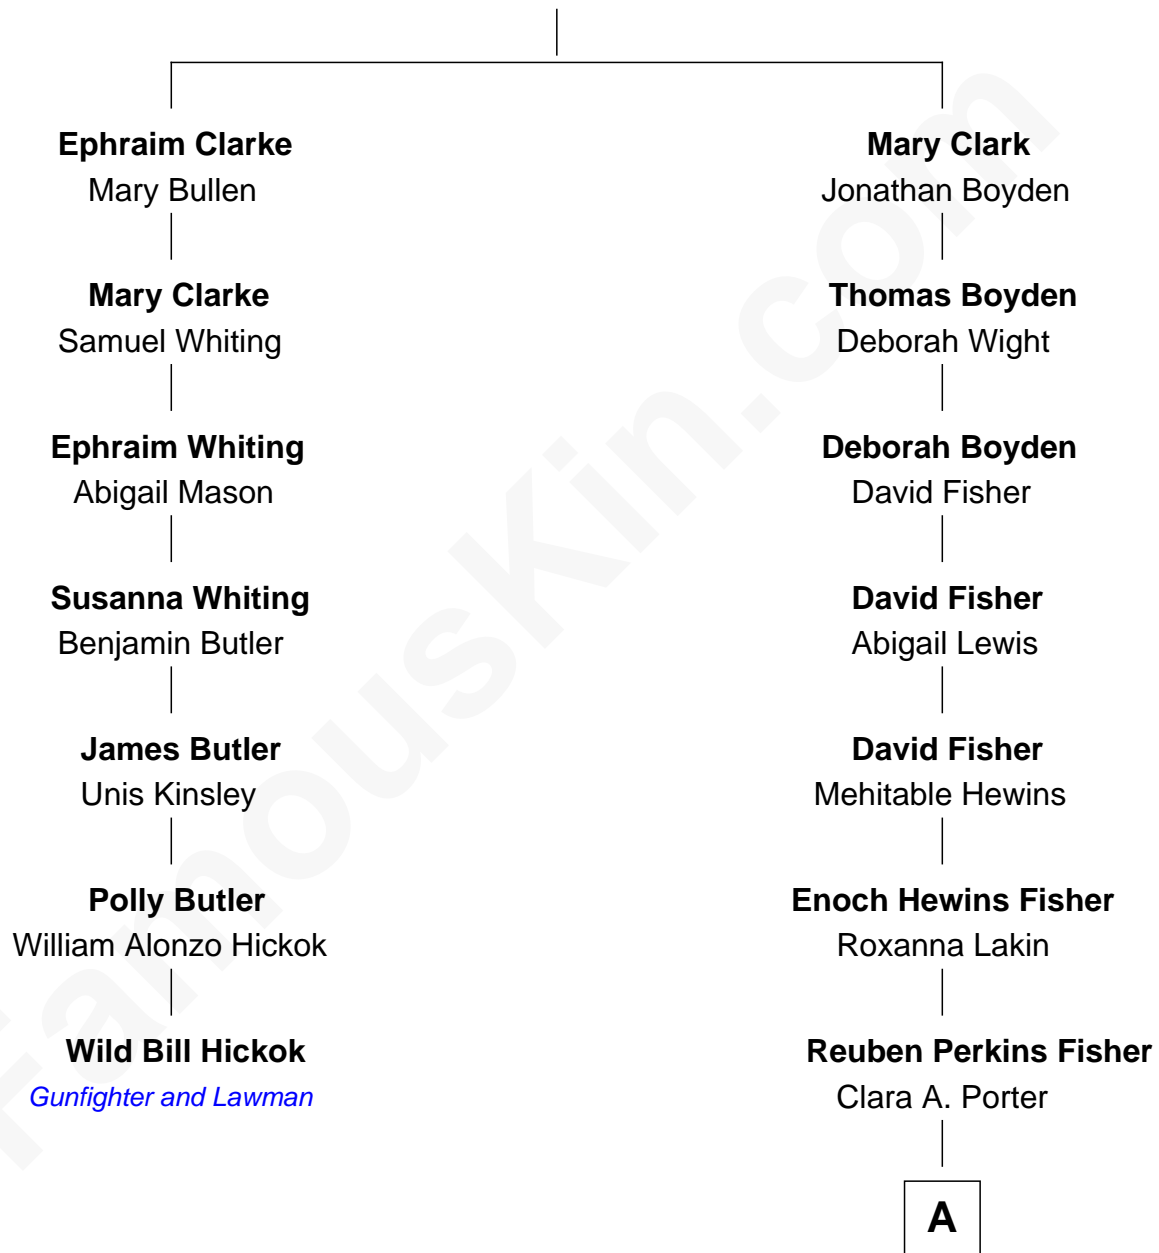 Ephraim Clarke
Mary Bullen
Mary Clarke
Samuel Whiting
Ephraim Whiting
Abigail Mason
Susanna Whiting
Benjamin Butler
James Butler
Unis Kinsley
Polly Butler
William Alonzo Hickok
Wild Bill Hickok
Gunfighter and Lawman
Mary Clark
Jonathan Boyden
Thomas Boyden
Deborah Wight
Deborah Boyden
David Fisher
David Fisher
Abigail Lewis
David Fisher
Mehitable Hewins
Enoch Hewins Fisher
Roxanna Lakin
Reuben Perkins Fisher
Clara A. Porter
A
FamousKin.com